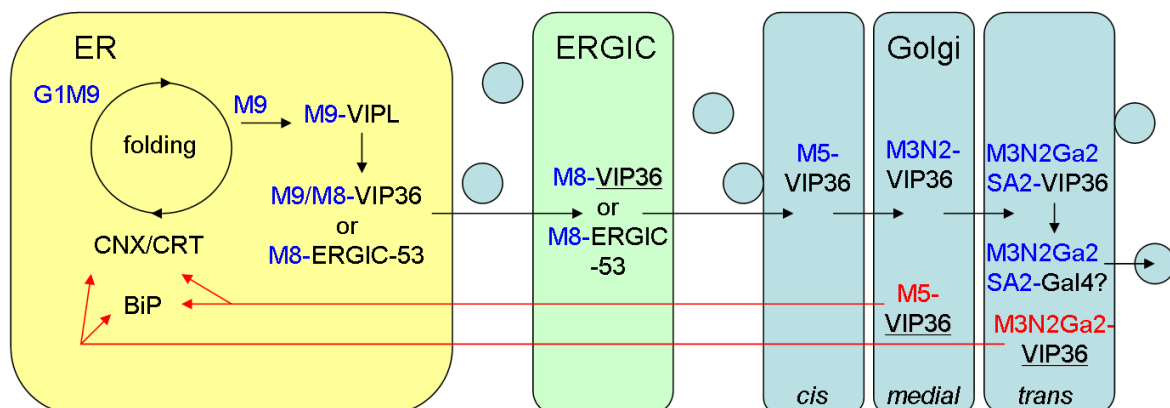 ER
G1M9
M9
folding
M9-VIPL
M9/M8-VIP36
or
M8-ERGIC-53
CNX/CRT
BiP
ERGIC
M8-VIP36
or
M8-ERGIC
-53
Golgi
M5-
VIP36
M3N2-
VIP36
M3N2Ga2
SA2-VIP36
M3N2Ga2
SA2-Gal4?
M5-
VIP36
M3N2Ga2-
VIP36
cis
medial
trans